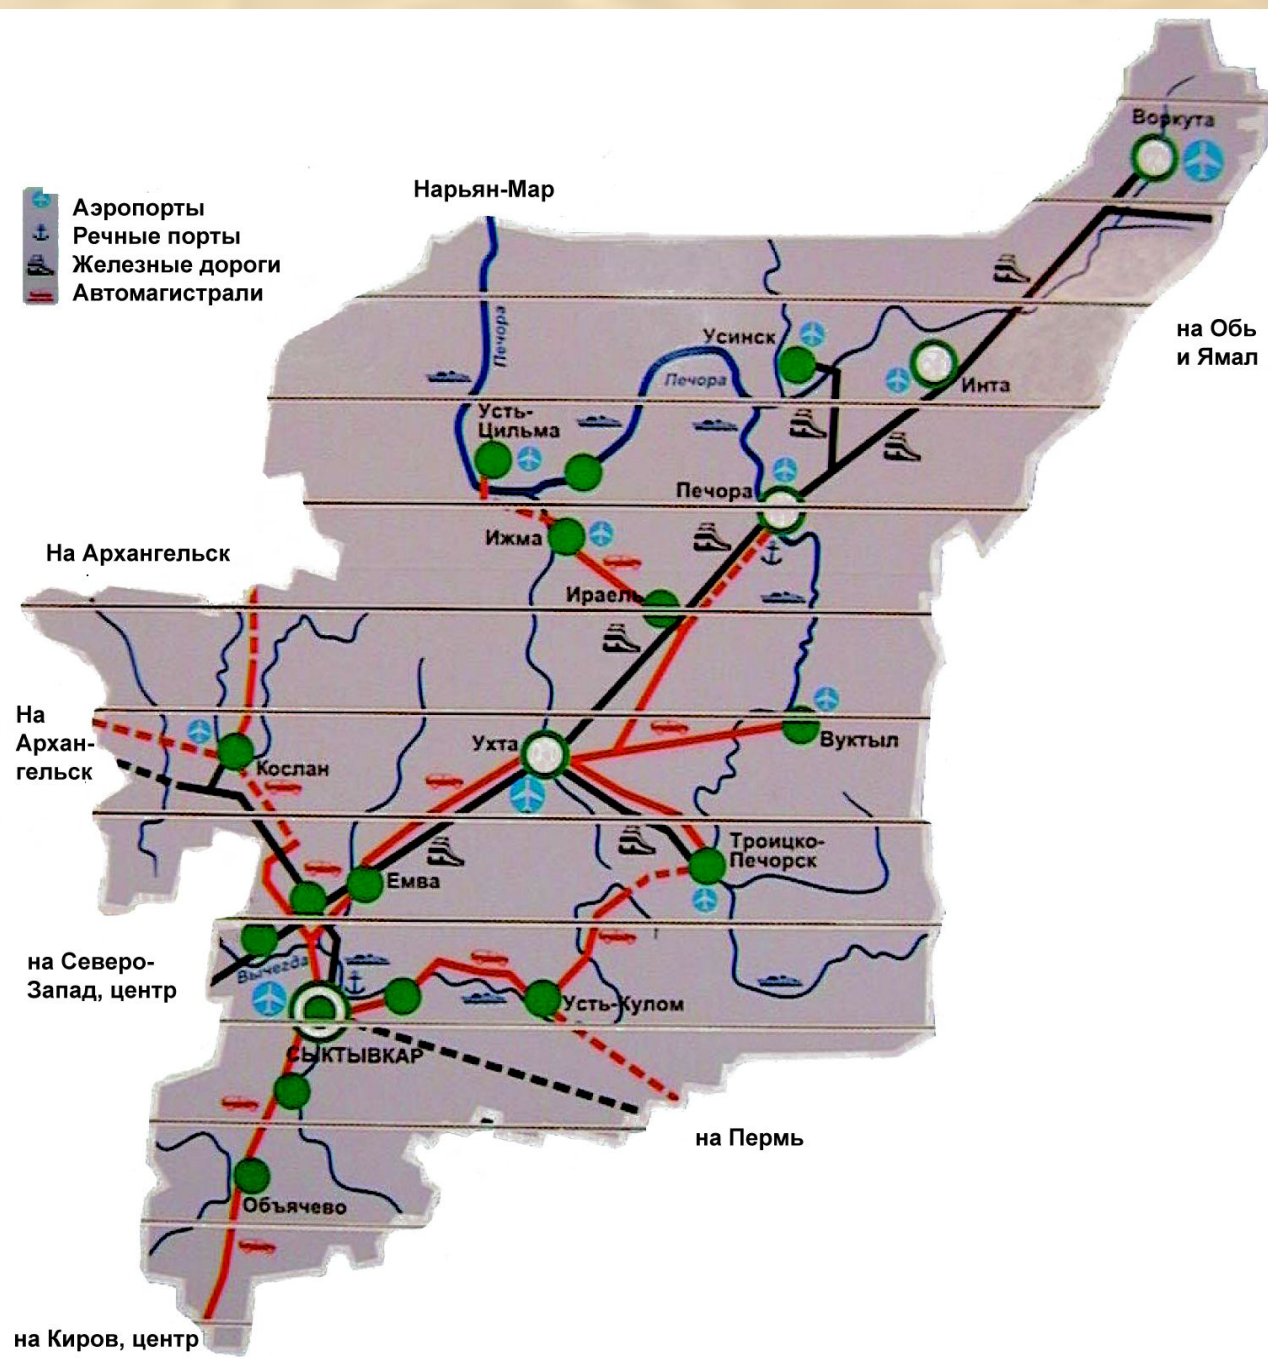 Воркута
Нарьян-Мар
Аэропорты
Речные порты
Железные дороги
Автомагистрали
Печора
Усинск
на Обь
и Ямал
Печора
Инта
Усть-
Цильма
Печора
Ижма
На Архангельск
Ираель
На
Архан-
гельск
Ухта
Вуктыл
Кослан
Троицко-
Печорск
Емва
на Северо-
Запад, центр
Вычегда
Усть-Кулом
СЫКТЫВКАР
на Пермь
Объячево
на Киров, центр